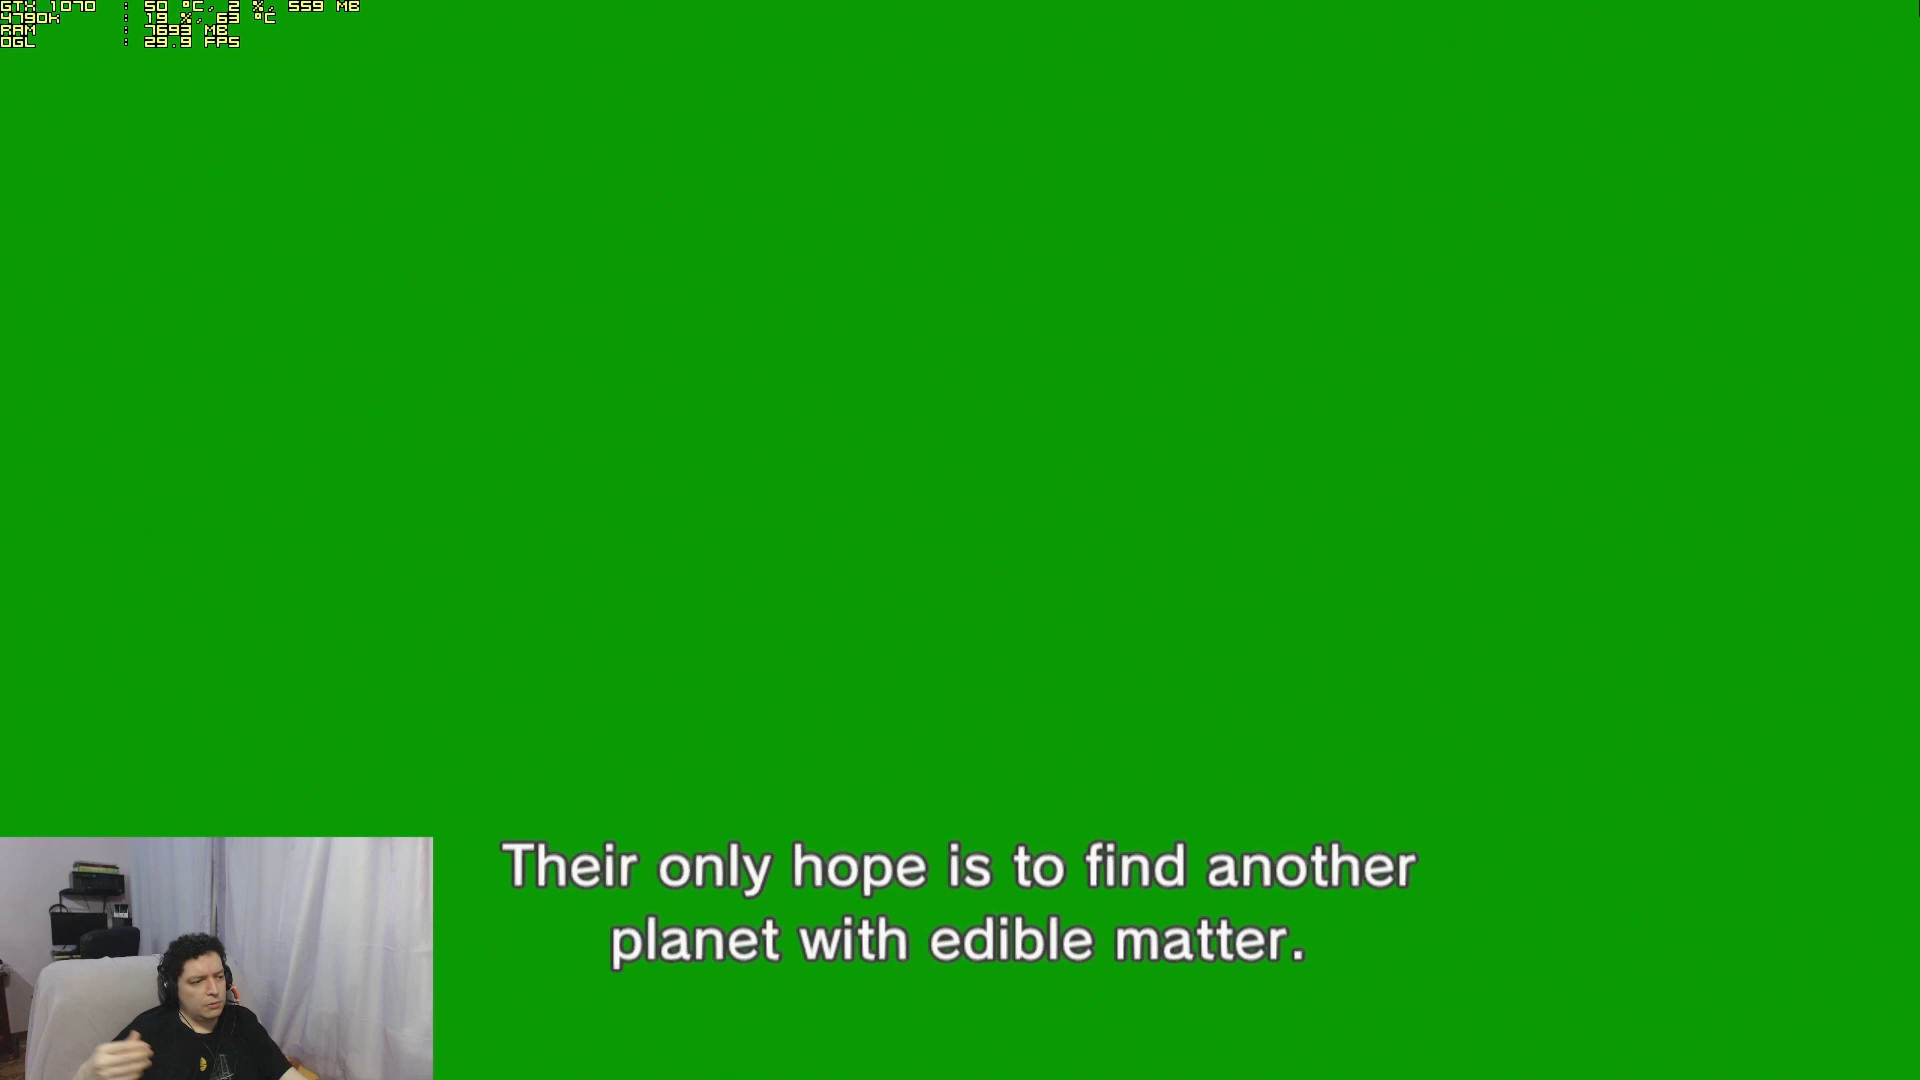 GTX 1070 : 50 °C, 2 %, 559 MB
4790K : 19 %, 63 °C
RAM : 7693 MB
OGL : 29.9 FPS
Their only hope is to find another
planet with edible matter.